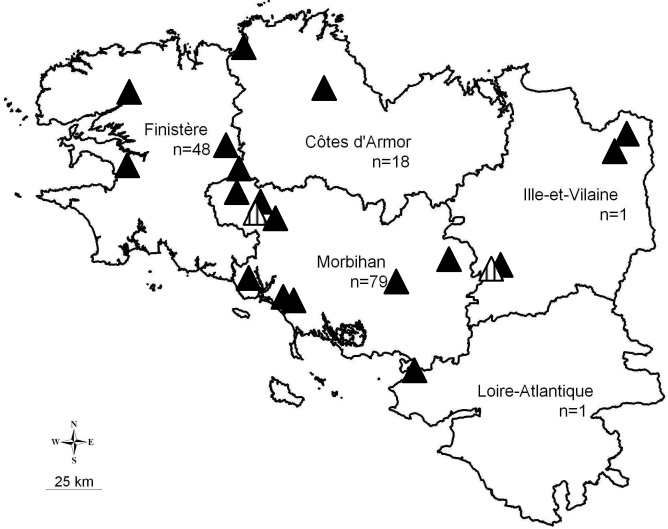 Finistère
n=48
Côtes d'Armor
n=18
Ille-et-Vilaine
n=1
Morbihan
n=79
Loire-Atlantique
n=1
N
W E
S
25 km